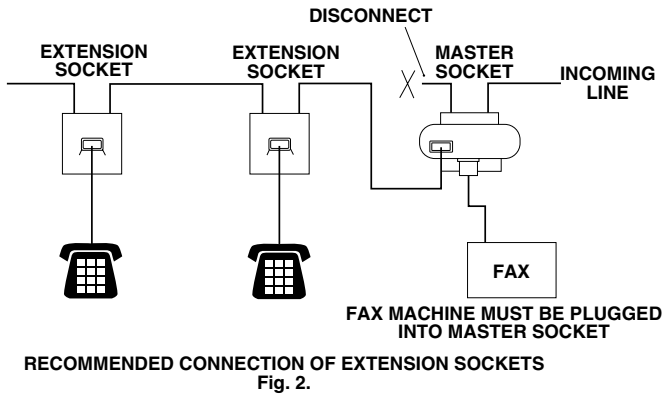 DISCONNECT
EXTENSION
SOCKET
EXTENSION
SOCKET
MASTER
SOCKET
INCOMING
LINE
FAX
FAX MACHINE MUST BE PLUGGED
INTO MASTER SOCKET
RECOMMENDED CONNECTION OF EXTENSION SOCKETS
Fig. 2.